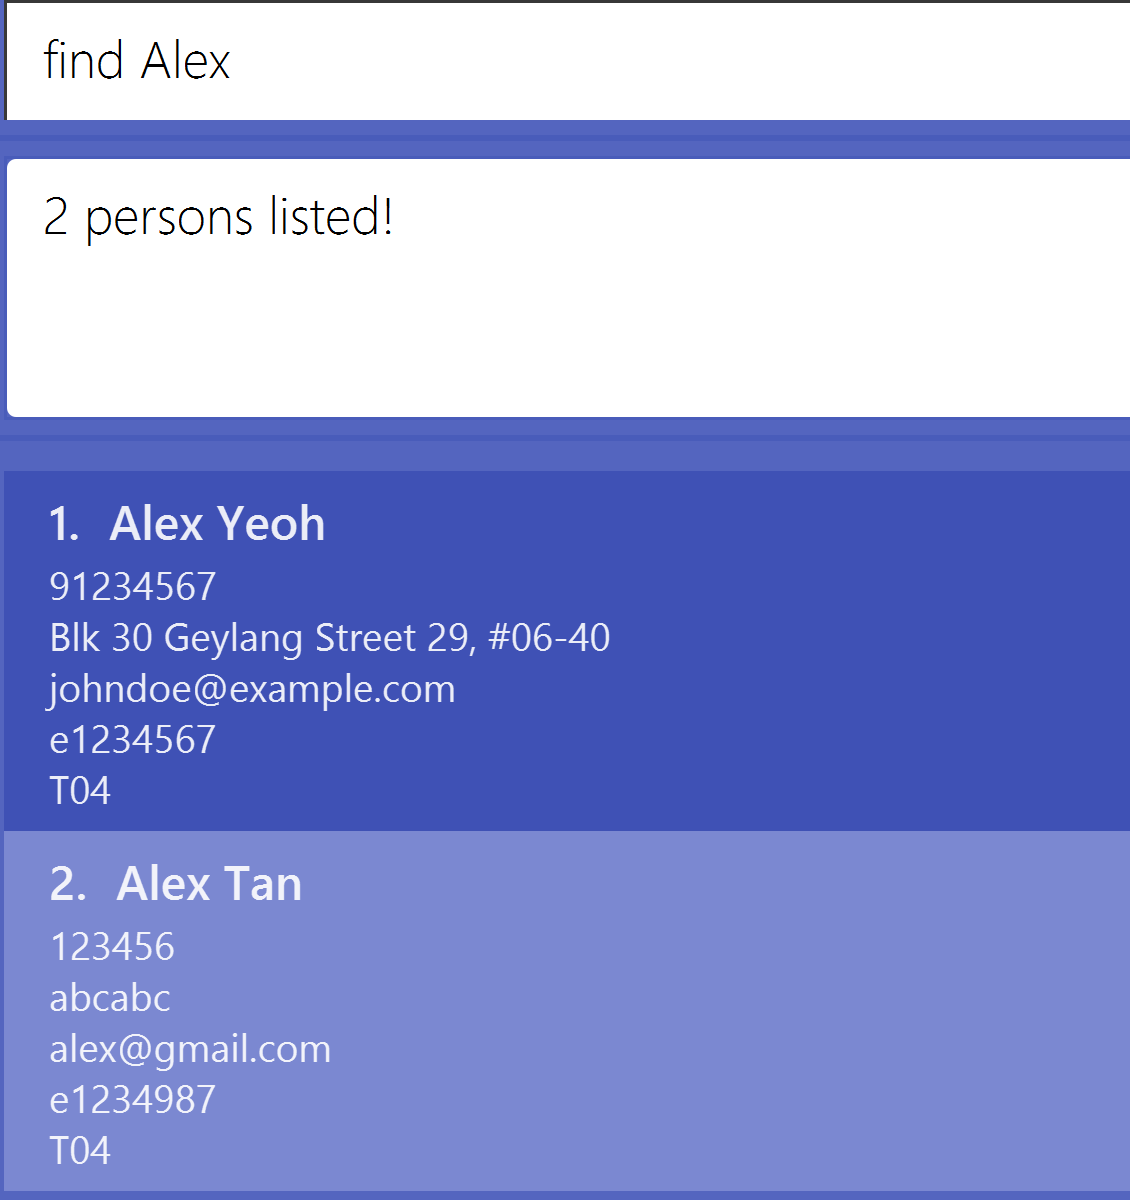 find Alex
2 persons listed!
1. Alex Yeoh
91234567
Blk 30 Geylang Street 29, #06-40
johndoe@example.com
e1234567
T04
2. Alex Tan
123456
abcabc
alex@gmail.com
e1234987
T04